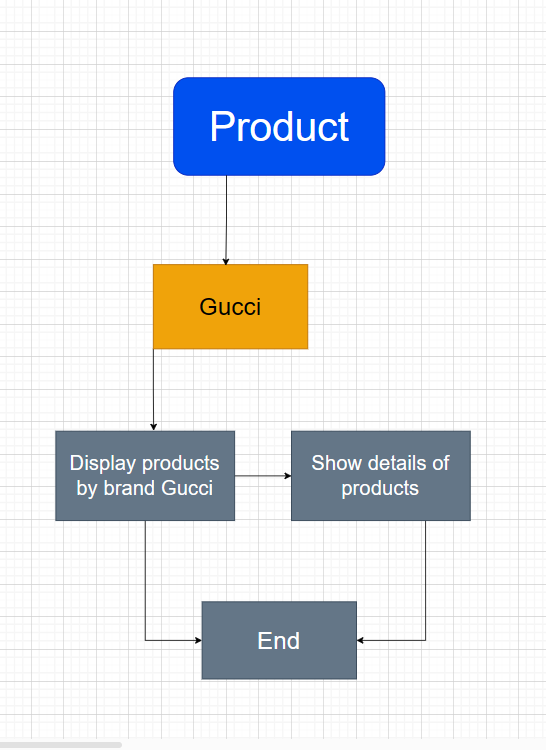 Product
Gucci
Display products
by brand Gucci
Show details of
products
End